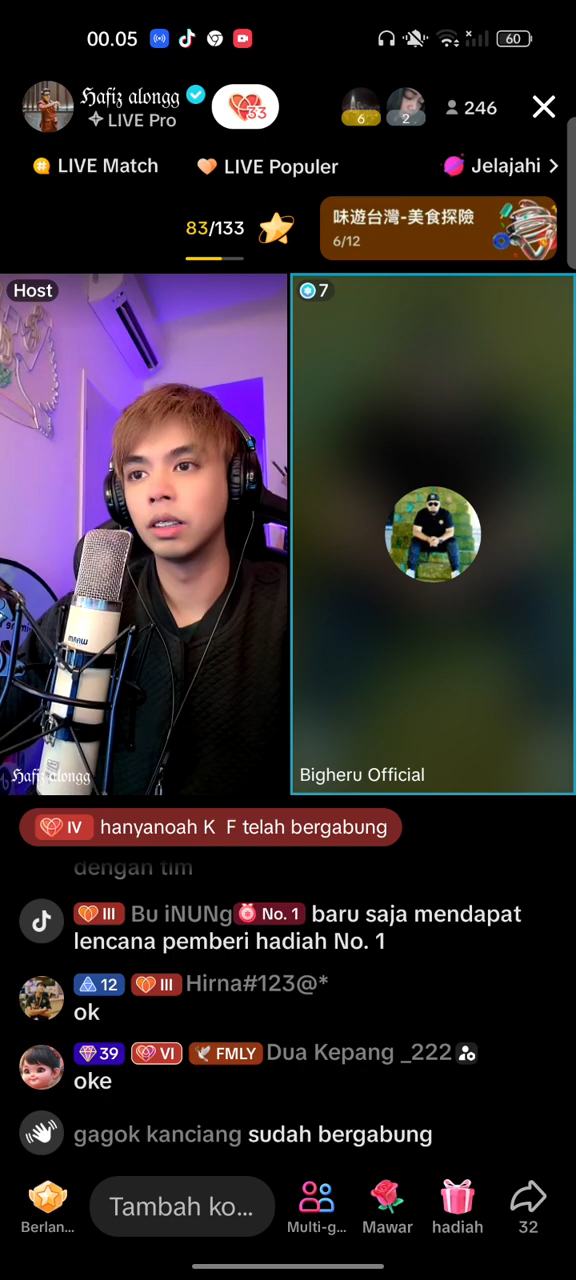 00.05
60
ℌ𝔞𝔣𝔦𝔷 𝔞𝔩𝔬𝔫𝔤𝔤
LIVE Pro
33
6
2
246
LIVE Match
LIVE Populer
Jelajahi
83/133
味遊台灣-美食探險
6/12
Host
7
ℌ𝔞𝔣𝔦𝔷 𝔞𝔩𝔬𝔫𝔤𝔤
Bigheru Official
IV hanyanoah K F telah bergabung
dengan tim
III Bu iNUNg No. 1 baru saja mendapat
lencana pemberi hadiah No. 1
12 III Hirna#123@*
ok
39 VI FMLY Dua Kepang _222
oke
gagok kanciang sudah bergabung
Tambah ko...
Berlan...
Multi-g...
Mawar
hadiah
32